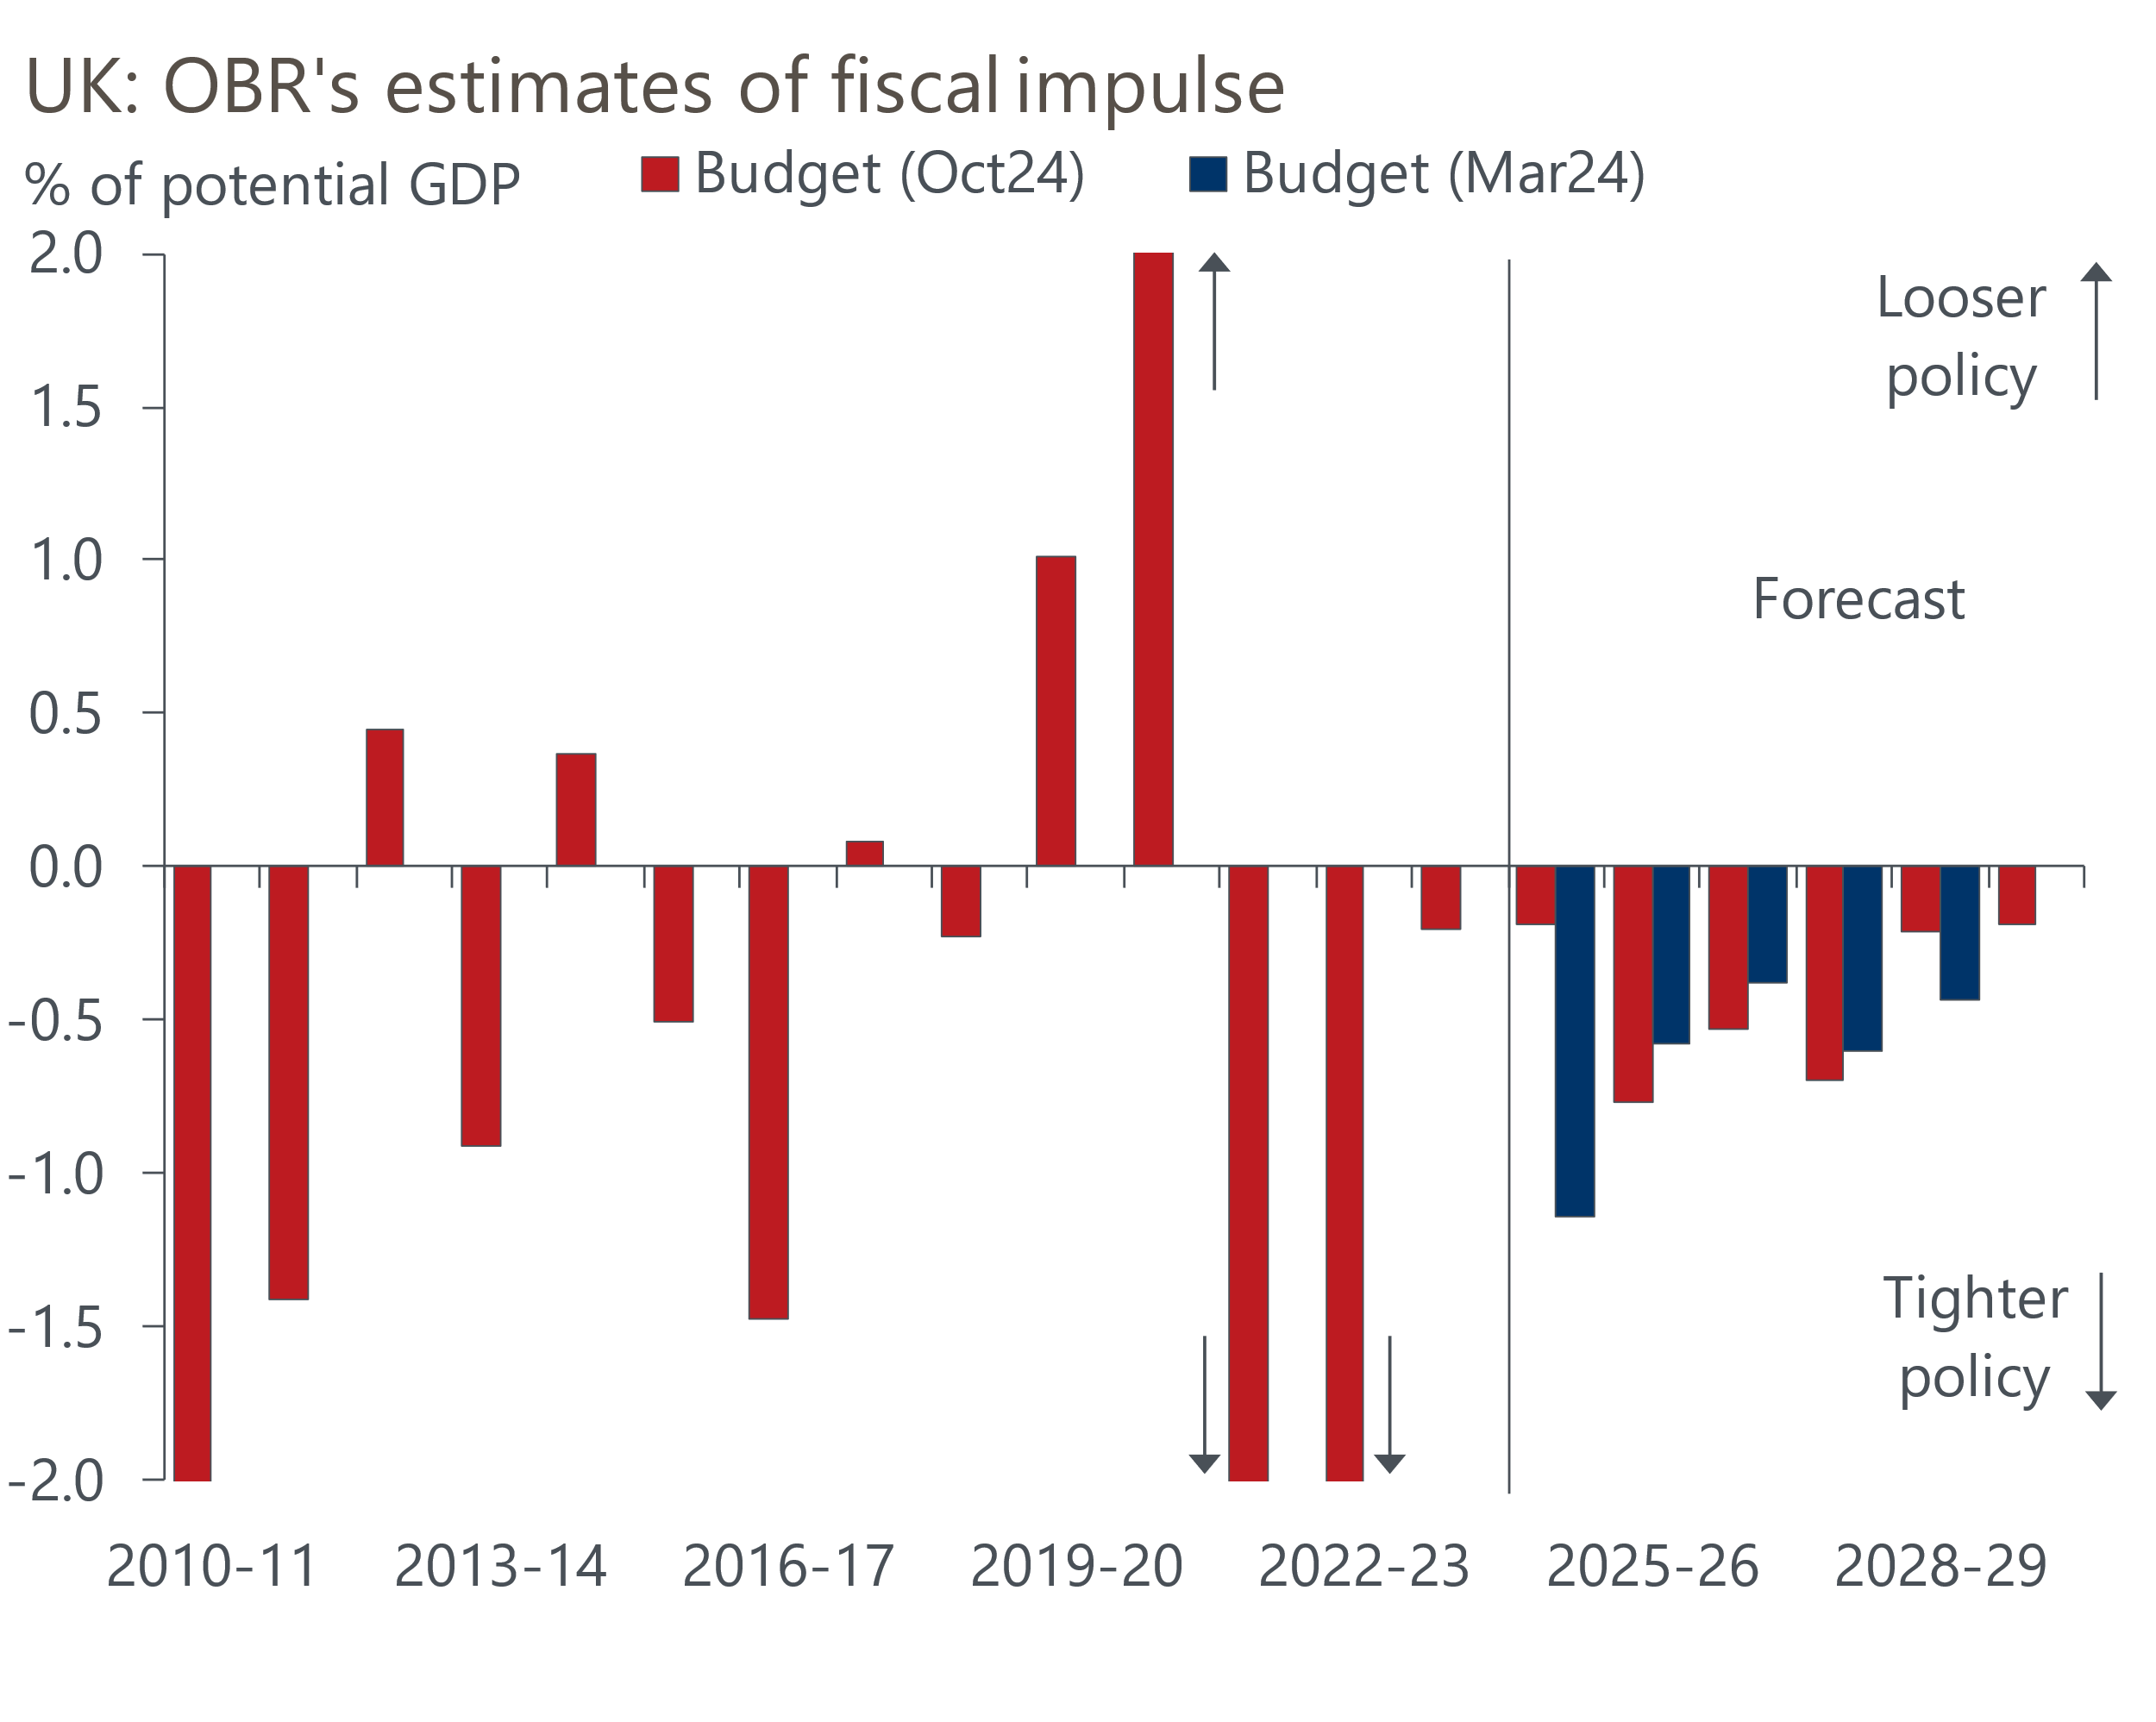 UK: OBR's estimates of fiscal impulse
% of potential GDP
Budget (Oct24)
Budget (Mar24)
2.0
1.5
1.0
0.5
0.0
-0.5
-1.0
-1.5
-2.0
Looser
policy
Forecast
Tighter
policy
2010-11
2013-14
2016-17
2019-20
2022-23
2025-26
2028-29